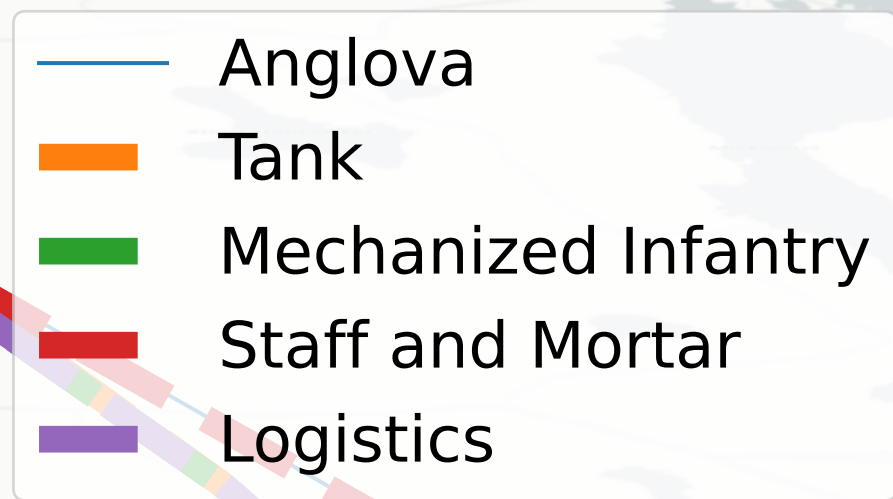 Anglova
Tank
Mechanized Infantry
Staff and Mortar
Logistics